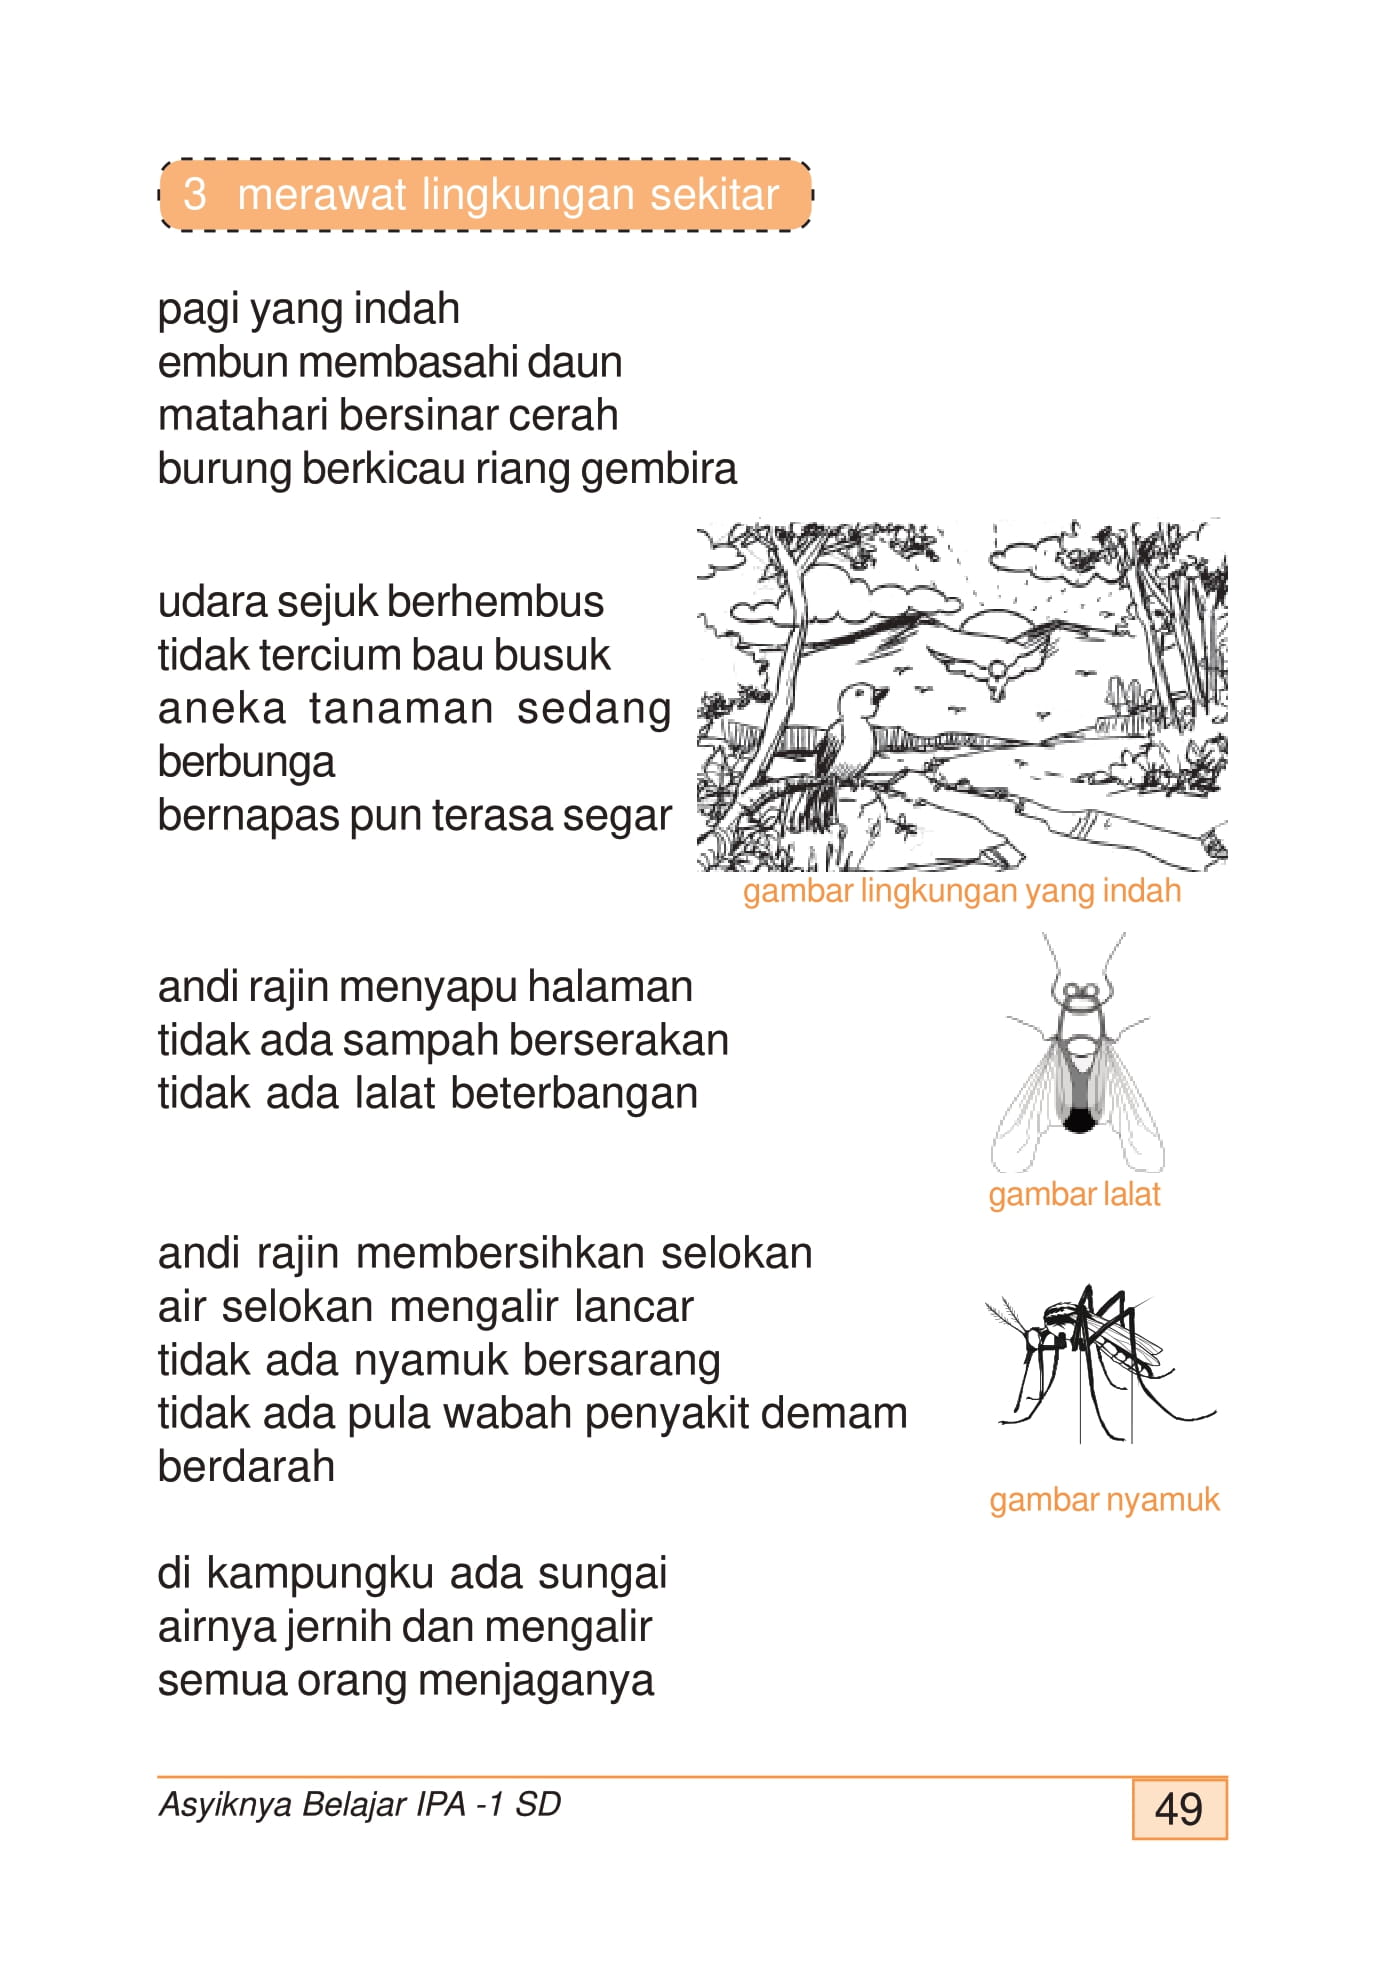 3 merawat lingkungan sekitar
pagi yang indah
embun membasahi daun
matahari bersinar cerah
burung berkicau riang gembira
udara sejuk berhembus
tidak tercium bau busuk
aneka tanaman sedang
berbunga
bernapas pun terasa segar
gambar lingkungan yang indah
andi rajin menyapu halaman
tidak ada sampah berserakan
tidak ada lalat beterbangan
gambar lalat
andi rajin membersihkan selokan
air selokan mengalir lancar
tidak ada nyamuk bersarang
tidak ada pula wabah penyakit demam
berdarah
gambar nyamuk
di kampungku ada sungai
airnya jernih dan mengalir
semua orang menjaganya
Asyiknya Belajar IPA -1 SD
49